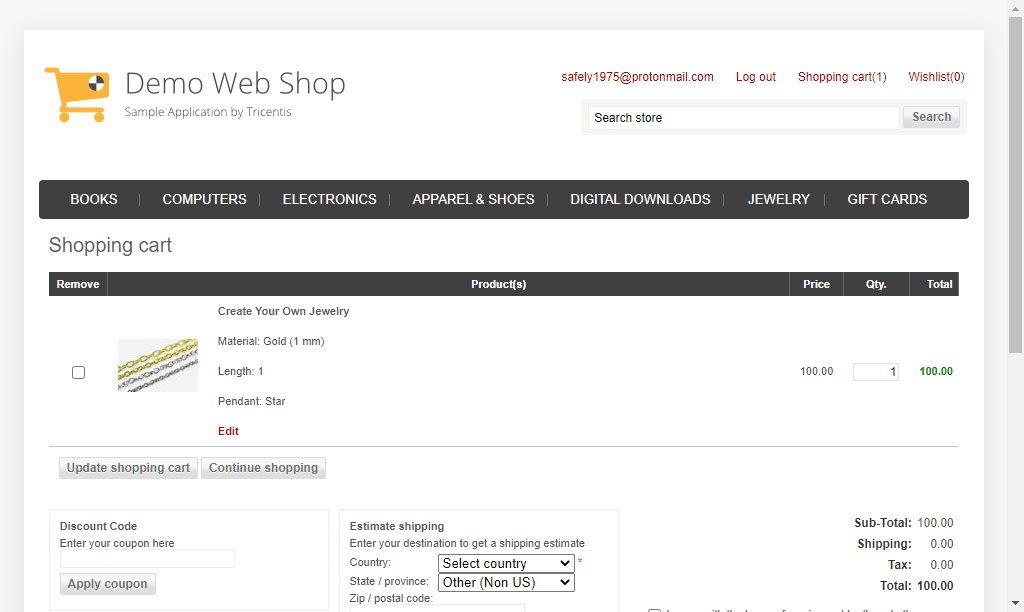 Demo Web Shop
Sample Application by Tricentis
safely1975@protonmail.com Log out Shopping cart(1) Wishlist(0)
Search store Search
BOOKS COMPUTERS ELECTRONICS APPAREL & SHOES DIGITAL DOWNLOADS JEWELRY GIFT CARDS
Shopping cart
Remove Product(s) Price Qty. Total
Create Your Own Jewelry
Material: Gold (1 mm)
Length: 1
Pendant: Star
Edit
100.00 1 100.00
Update shopping cart Continue shopping
Discount Code
Enter your coupon here
Apply coupon
Estimate shipping
Enter your destination to get a shipping estimate
Country: Select country *
State / province: Other (Non US)
Zip / postal code:
Sub-Total: 100.00
Shipping: 0.00
Tax: 0.00
Total: 100.00